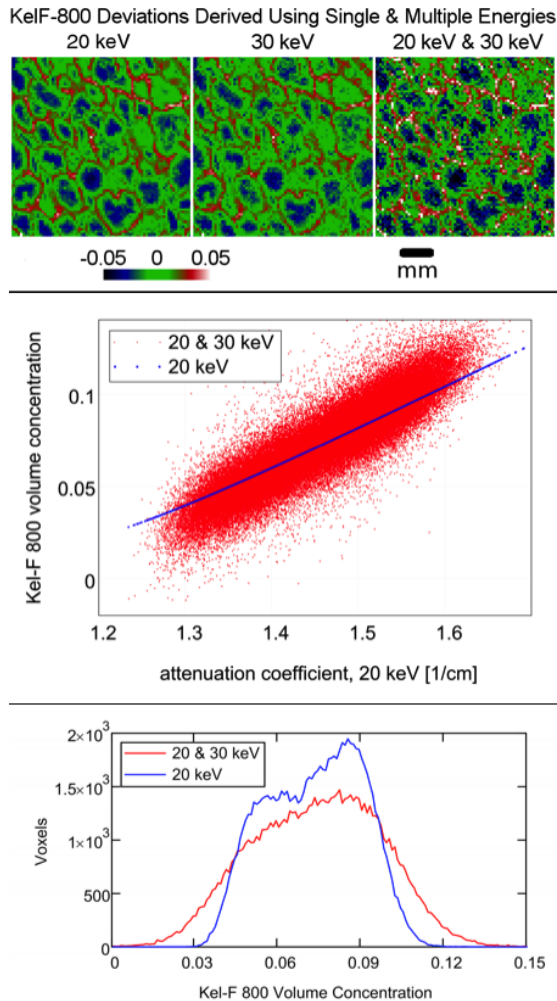 KelF-800 Deviations Derived Using Single & Multiple Energies
20 keV 30 keV 20 keV & 30 keV
-0.05 0 0.05
mm
20 & 30 keV
20 keV
0.1
0.05
0
Kel-F 800 volume concentration
1.2 1.3 1.4 1.5 1.6
attenuation coefficient, 20 keV [1/cm]
2×10³
20 & 30 keV
20 keV
1.5×10³
1×10³
500
0
Voxels
0 0.03 0.06 0.09 0.12 0.15
Kel-F 800 Volume Concentration